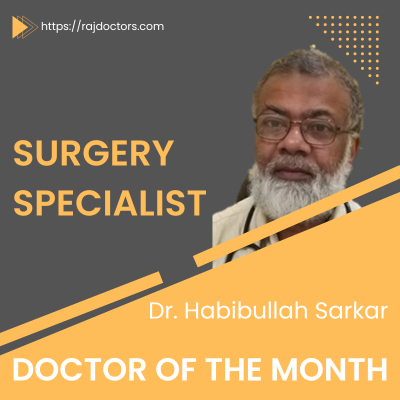 https://rajdoctors.com
SURGERY
SPECIALIST
Dr. Habibullah Sarkar
DOCTOR OF THE MONTH